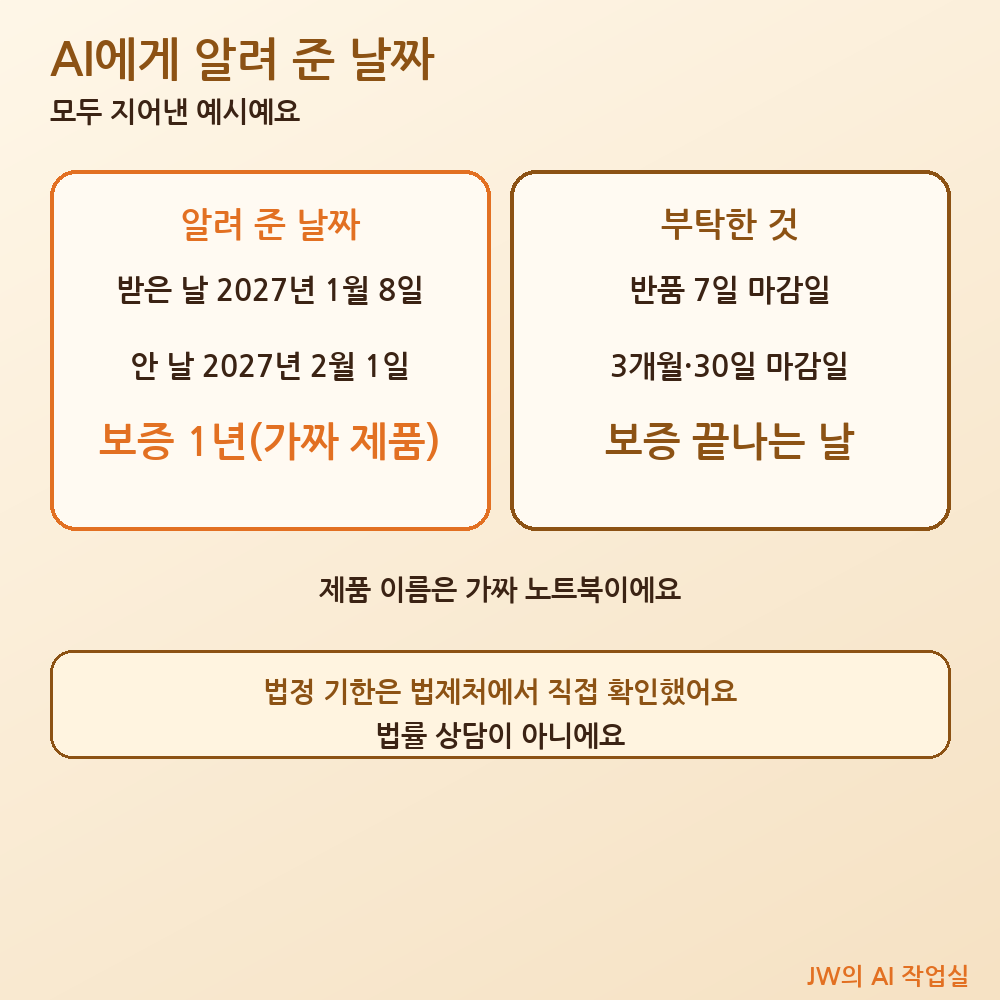 AI에게 알려 준 날짜
모두 지어낸 예시예요
알려 준 날짜
받은 날 2027년 1월 8일
안 날 2027년 2월 1일
보증 1년(가짜 제품)
부탁한 것
반품 7일 마감일
3개월·30일 마감일
보증 끝나는 날
제품 이름은 가짜 노트북이에요
법정 기한은 법제처에서 직접 확인했어요
법률 상담이 아니에요
JW의 AI 작업실